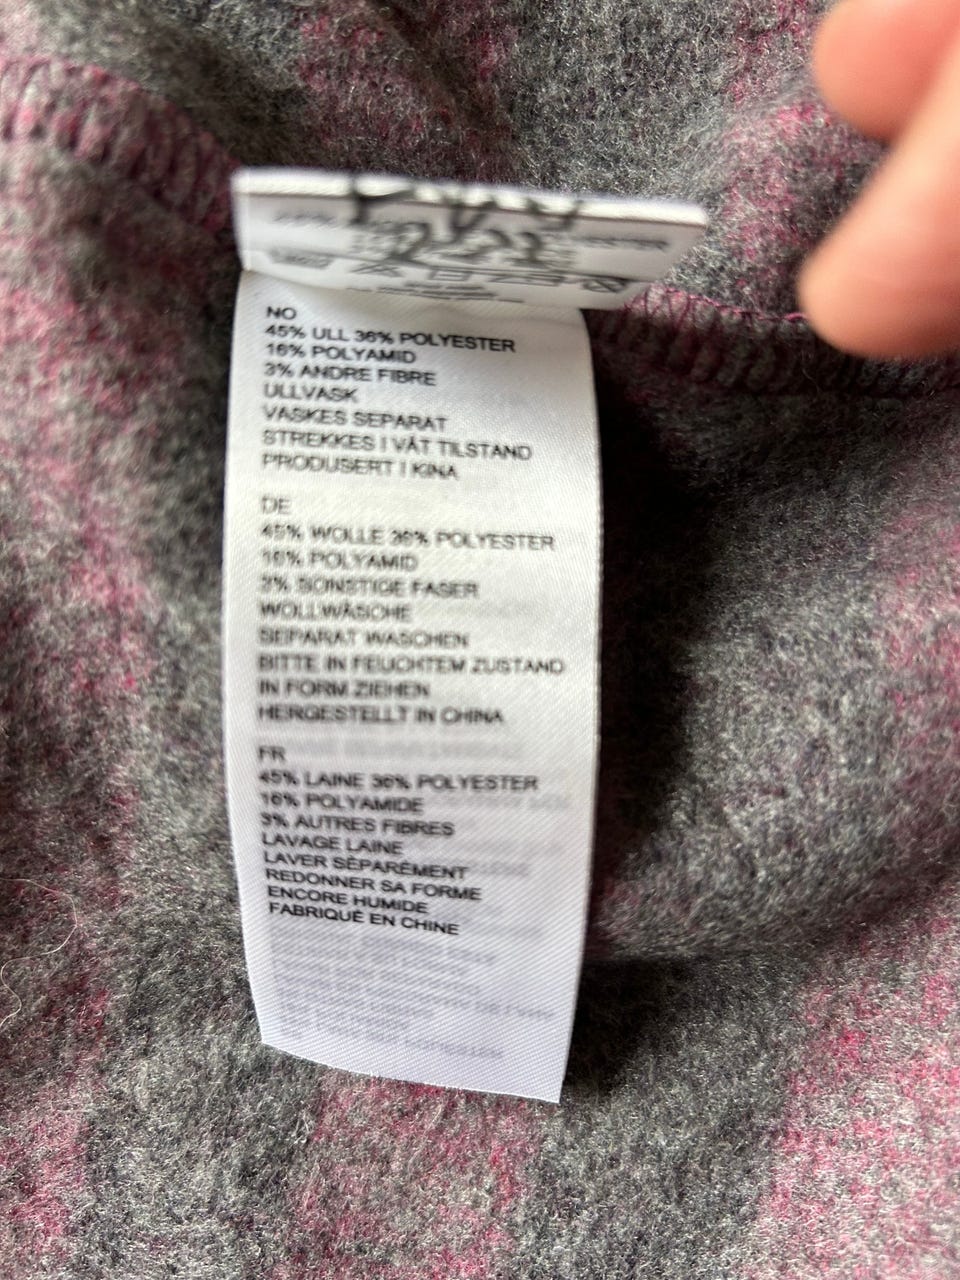 NO
45% ULL 36% POLYESTER
16% POLYAMID
3% ANDRE FIBRE
ULLVASK
VASKES SEPARAT
STREKKES I VÅT TILSTAND
PRODUSERT I KINA
DE
45% WOLLE 36% POLYESTER
16% POLYAMID
3% SONSTIGE FASER
WOLLWÄSCHE
SEPARAT WASCHEN
BITTE IN FEUCHTEM ZUSTAND
IN FORM ZIEHEN
HERGESTELLT IN CHINA
FR
45% LAINE 36% POLYESTER
16% POLYAMIDE
3% AUTRES FIBRES
LAVAGE LAINE
LAVER SÉPARÉMENT
REDONNER SA FORME
ENCORE HUMIDE
FABRIQUÉ EN CHINE